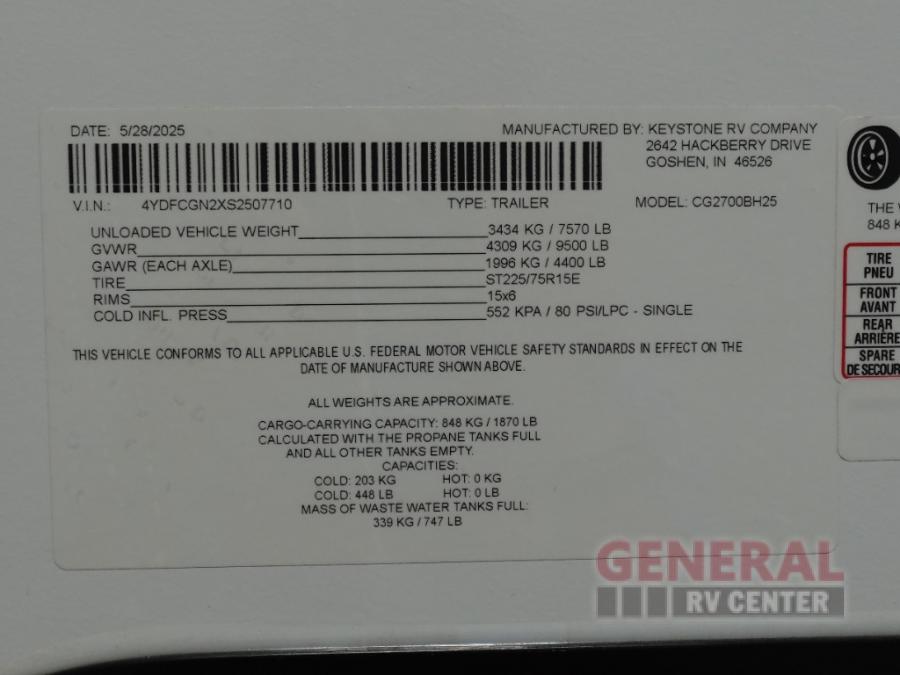 DATE: 5/28/2025
MANUFACTURED BY: KEYSTONE RV COMPANY
2642 HACKBERRY DRIVE
GOSHEN, IN 46526
V.I.N.: 4YDFCGN2XS2507710 TYPE: TRAILER MODEL: CG2700BH25
UNLOADED VEHICLE WEIGHT 3434 KG / 7570 LB
GVWR 4309 KG / 9500 LB
GAWR (EACH AXLE) 1996 KG / 4400 LB
TIRE ST225/75R15E
RIMS 15x6
COLD INFL. PRESS 552 KPA / 80 PSI/LPC - SINGLE
THIS VEHICLE CONFORMS TO ALL APPLICABLE U.S. FEDERAL MOTOR VEHICLE SAFETY STANDARDS IN EFFECT ON THE
DATE OF MANUFACTURE SHOWN ABOVE.
ALL WEIGHTS ARE APPROXIMATE.
CARGO-CARRYING CAPACITY: 848 KG / 1870 LB
CALCULATED WITH THE PROPANE TANKS FULL
AND ALL OTHER TANKS EMPTY.
CAPACITIES:
COLD: 203 KG HOT: 0 KG
COLD: 448 LB HOT: 0 LB
MASS OF WASTE WATER TANKS FULL:
339 KG / 747 LB
THE
848
TIRE
PNEU
FRONT
AVANT
REAR
ARRIÈRE
SPARE
DE SECOUR
GENERAL
RV CENTER